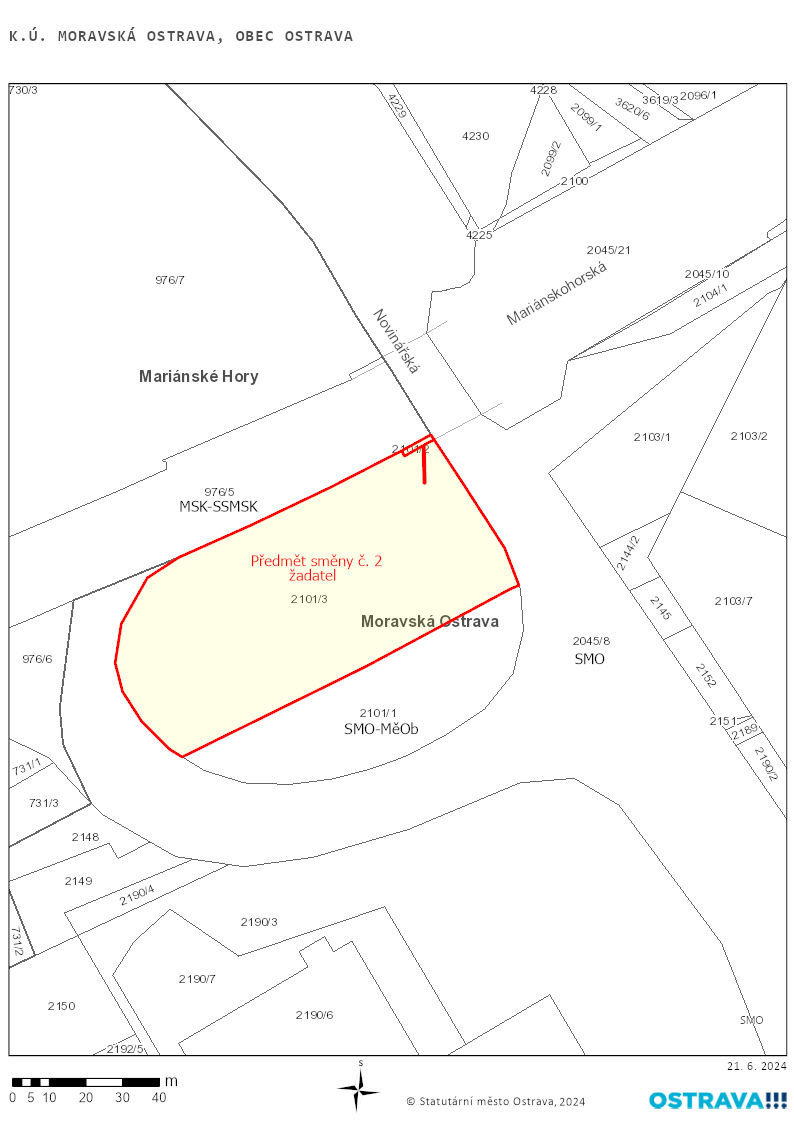 K.Ú. MORAVSKÁ OSTRAVA, OBEC OSTRAVA
730/3
4229
4230
4228
2099/1
2099/2
3620/6
3619/3
2096/1
2100
4225
2045/21
Mariánskohorská
2045/10
2104/1
976/7
Novinářská
Mariánské Hory
2101/2
2103/1
2103/2
976/5
MSK-SSMSK
Předmět směny č. 2
žadatel
2101/3
Moravská Ostrava
2144/2
2145
2103/7
976/6
2045/8
SMO
2152
2101/1
SMO-MěOb
2151
2189
2190/2
731/1
731/3
2148
2149
2190/4
2190/3
731/2
2190/7
2150
2190/6
SMO
2192/5
21. 6. 2024
m
0 5 10 20 30 40
S
© Statutární město Ostrava, 2024
OSTRAVA!!!